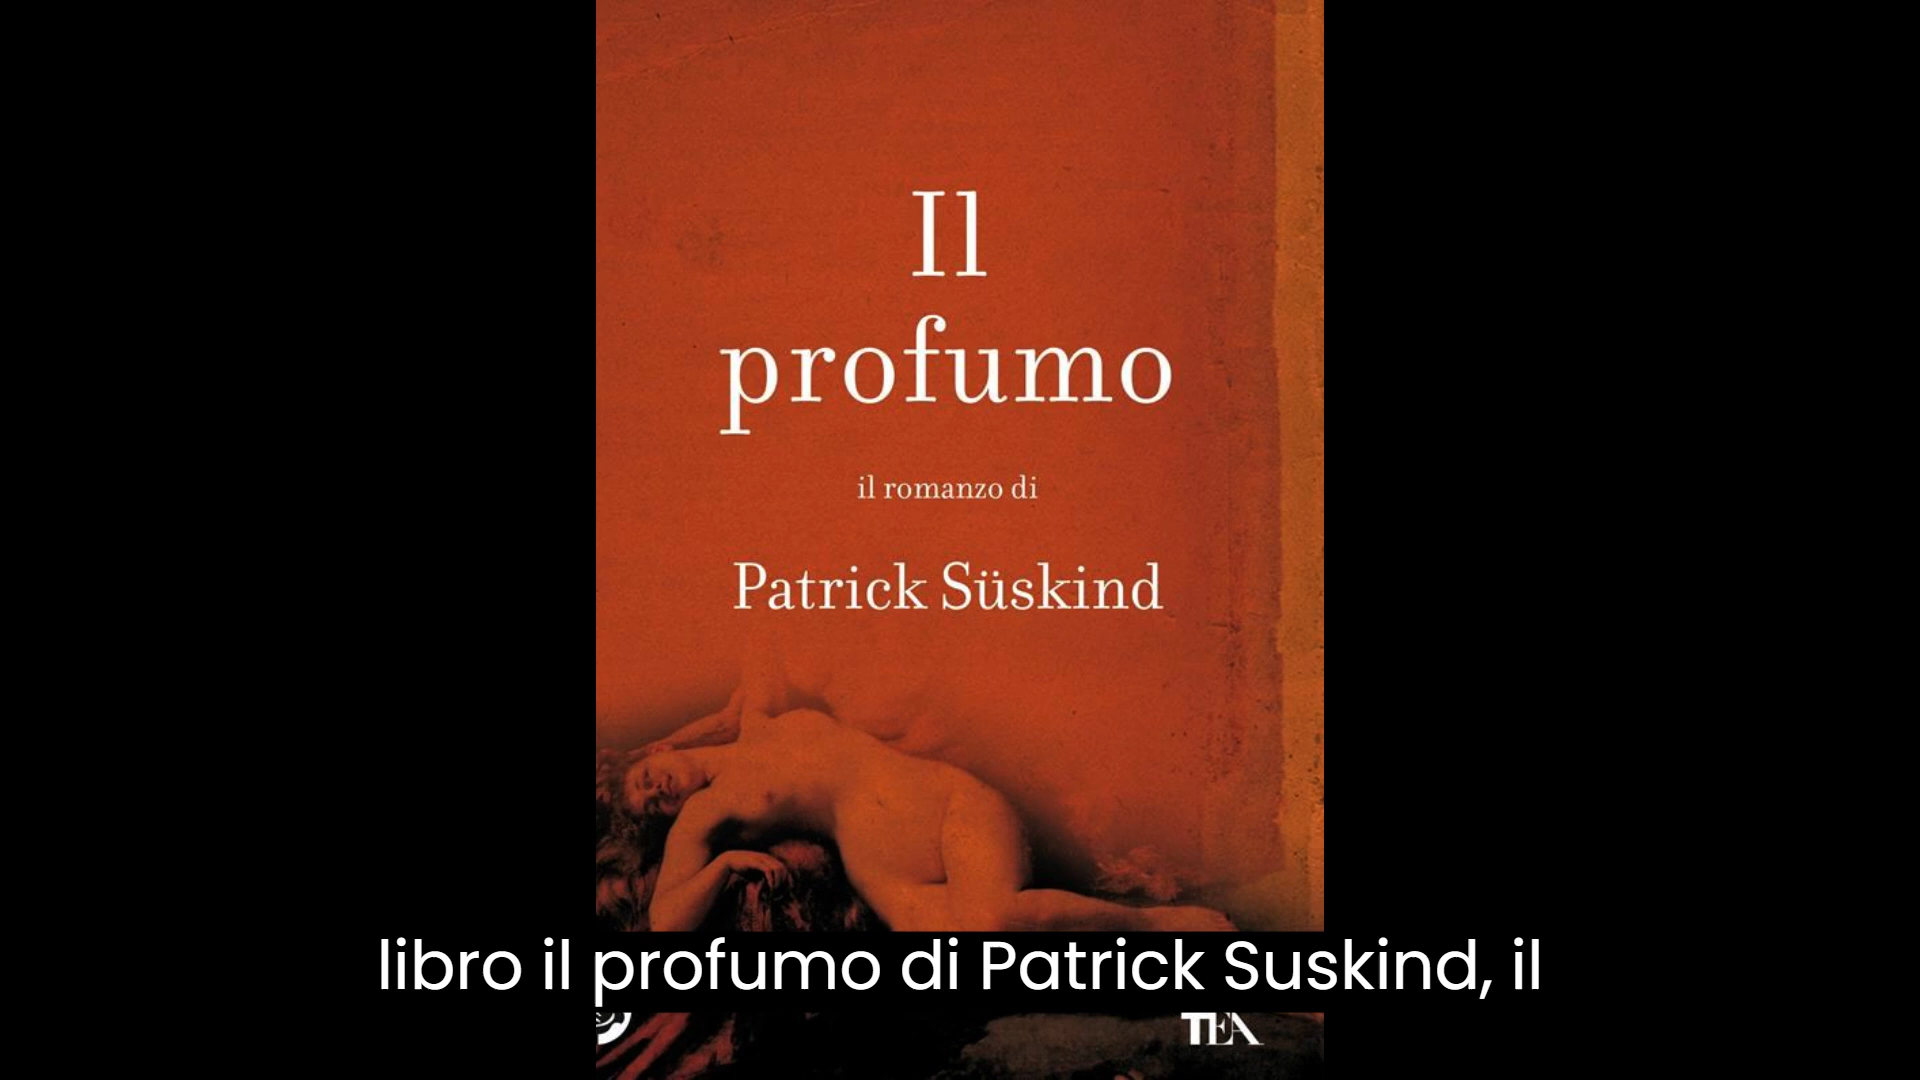 Il
profumo
il romanzo di
Patrick Süskind
libro il profumo di Patrick Suskind, il
TEA